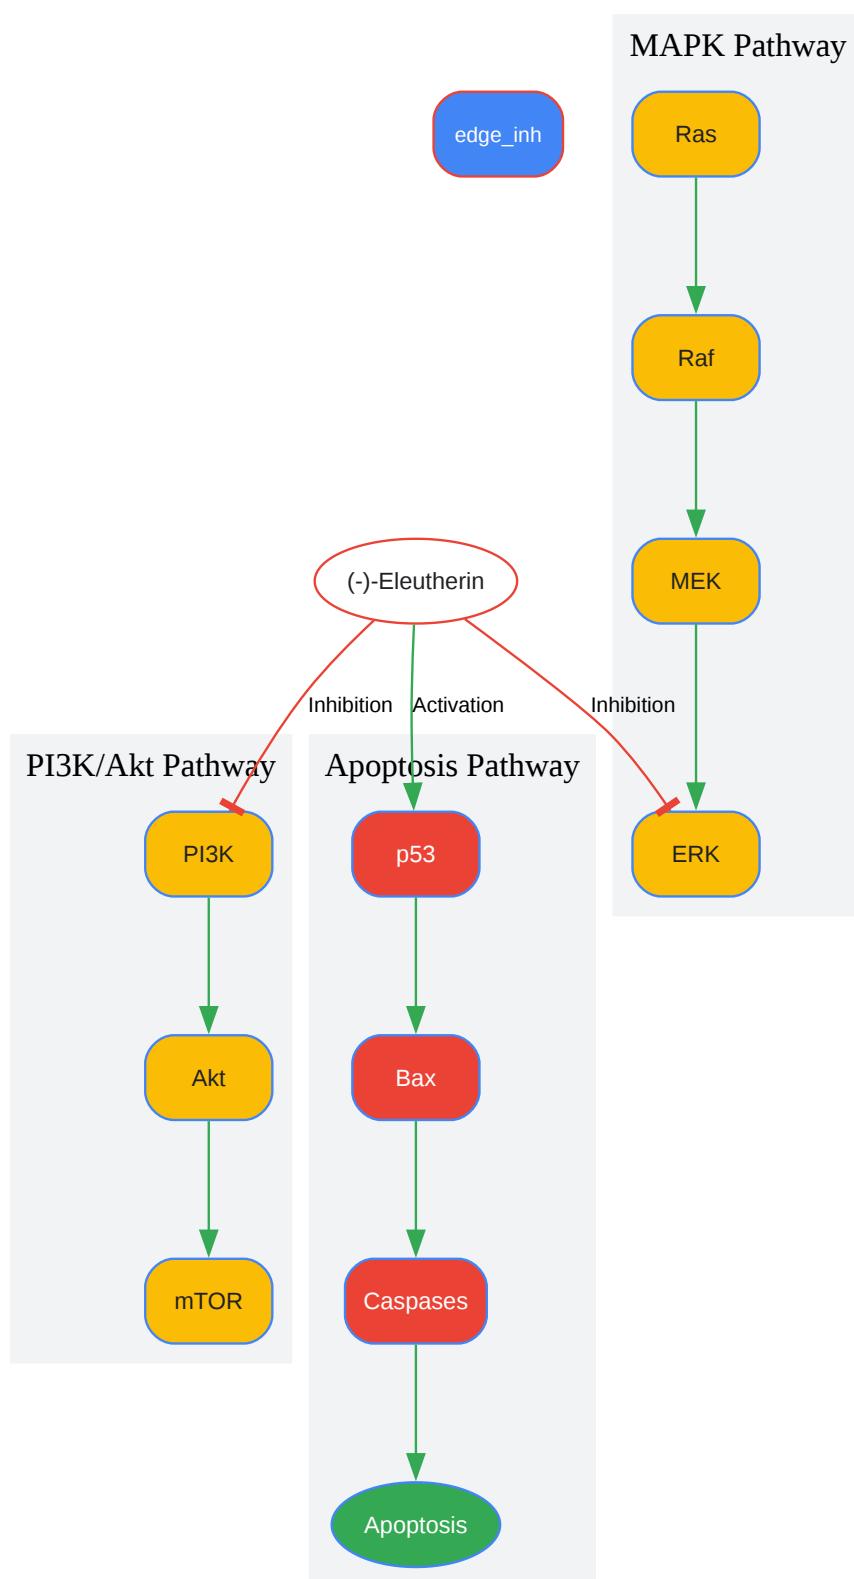 MAPK Pathway
edge_inh
Ras
Raf
(-)-Eleutherin
MEK
Inhibition
Activation
Inhibition
PI3K/Akt Pathway
Apoptosis Pathway
PI3K
p53
ERK
Akt
Bax
mTOR
Caspases
Apoptosis